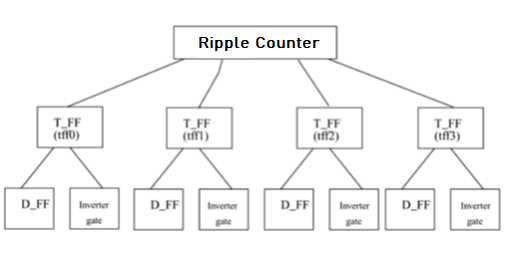 Ripple Counter
T_FF
(tff0)
T_FF
(tff1)
T_FF
(tff2)
T_FF
(tff3)
D_FF
Inverter
gate
D_FF
Inverter
gate
D_FF
Inverter
gate
D_FF
Inverter
gate